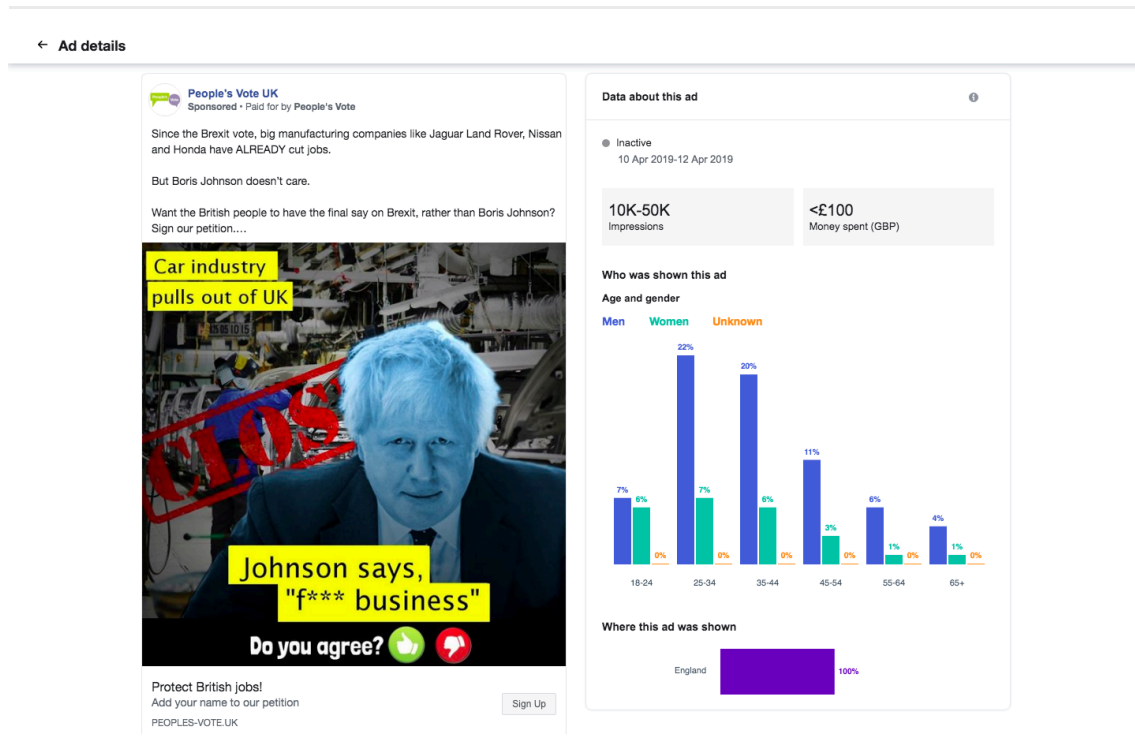 ← Ad details
People's Vote UK
Sponsored • Paid for by People's Vote
Since the Brexit vote, big manufacturing companies like Jaguar Land Rover, Nissan
and Honda have ALREADY cut jobs.
But Boris Johnson doesn't care.
Want the British people to have the final say on Brexit, rather than Boris Johnson?
Sign our petition....
Car industry
pulls out of UK
CLOS
Johnson says,
"f*** business"
Do you agree?
Protect British jobs!
Add your name to our petition
PEOPLES-VOTE.UK
Sign Up
Data about this ad
Inactive
10 Apr 2019-12 Apr 2019
10K-50K
Impressions
<£100
Money spent (GBP)
Who was shown this ad
Age and gender
Men Women Unknown
7% 6% 0% 22% 7% 0% 20% 6% 0% 11% 3% 0% 6% 1% 0% 4% 1% 0%
18-24 25-34 35-44 45-54 55-64 65+
Where this ad was shown
England 100%